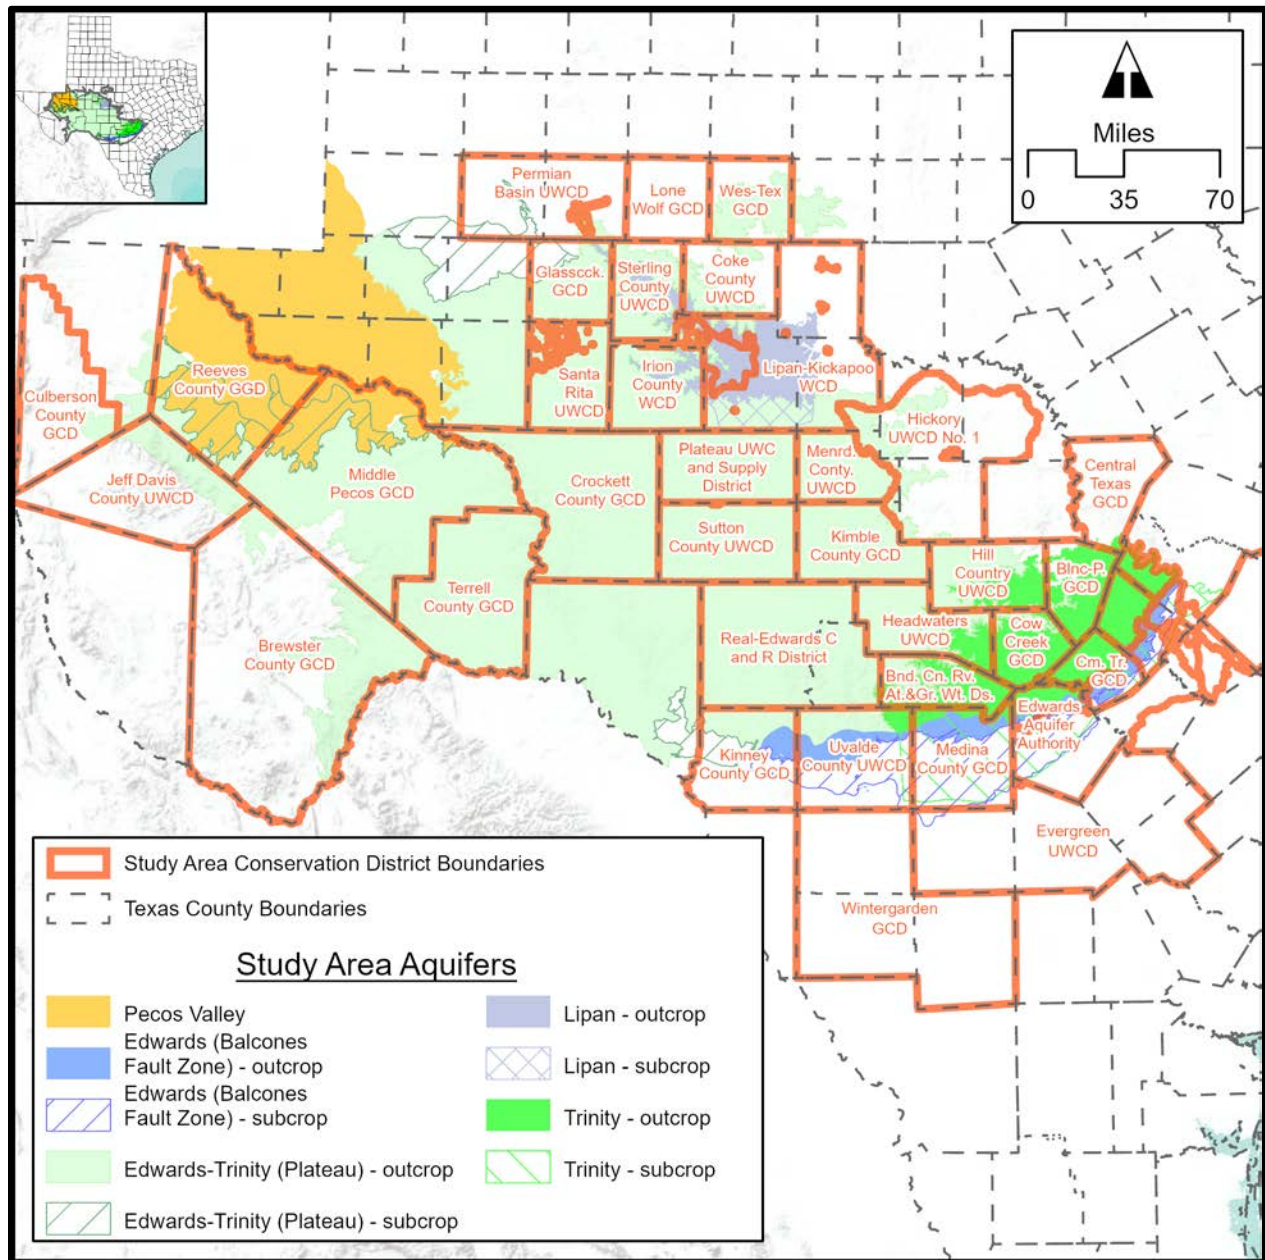 Miles
0 35 70
Permian
Basin UWCD
Lone
Wolf GCD
Wes-Tex
GCD
Glasscck.
GCD
Sterling
County
UWCD
Coke
County
UWCD
Reeves
County GGD
Culberson
County
GCD
Santa
Rita
UWCD
Irion
County
WCD
Lipan-Kickapoo
WCD
Hickory
UWCD No. 1
Jeff Davis
County UWCD
Middle
Pecos GCD
Crockett
County GCD
Plateau UWC
and Supply
District
Menrd.
Conty.
UWCD
Central
Texas
GCD
Sutton
County UWCD
Kimble
County GCD
Hill
Country
UWCD
Blnc-P.
GCD
Terrell
County GCD
Brewster
County GCD
Real-Edwards C
and R District
Headwaters
UWCD
Cow
Creek
GCD
Cm. Tr.
GCD
Bnd. Cn. Rv.
At.&Gr. Wt. Ds.
Edwards
Aquifer
Authority
Kinney
County GCD
Uvalde
County UWCD
Medina
County GCD
Evergreen
UWCD
Wintergarden
GCD
Study Area Conservation District Boundaries
Texas County Boundaries
Study Area Aquifers
Pecos Valley
Edwards (Balcones
Fault Zone) - outcrop
Edwards (Balcones
Fault Zone) - subcrop
Edwards-Trinity (Plateau) - outcrop
Edwards-Trinity (Plateau) - subcrop
Lipan - outcrop
Lipan - subcrop
Trinity - outcrop
Trinity - subcrop